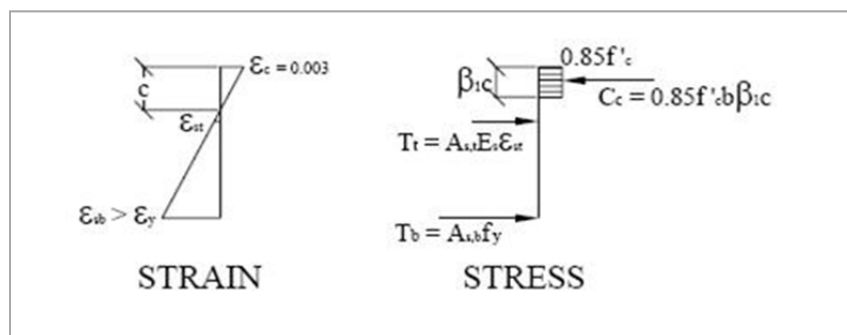 εc = 0.003
c
εst
εsb > εy
STRAIN
0.85f'c
β1c
Cc = 0.85f'cbβ1c
Tt = As,tEsεst
Tb = As,bfy
STRESS